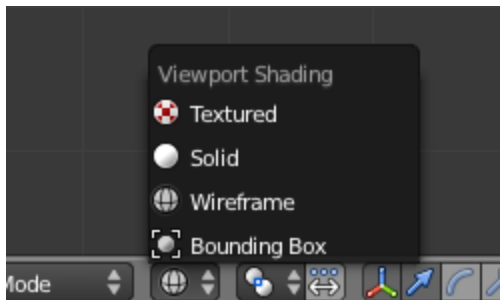 Viewport Shading
Textured
Solid
Wireframe
Bounding Box
Mode